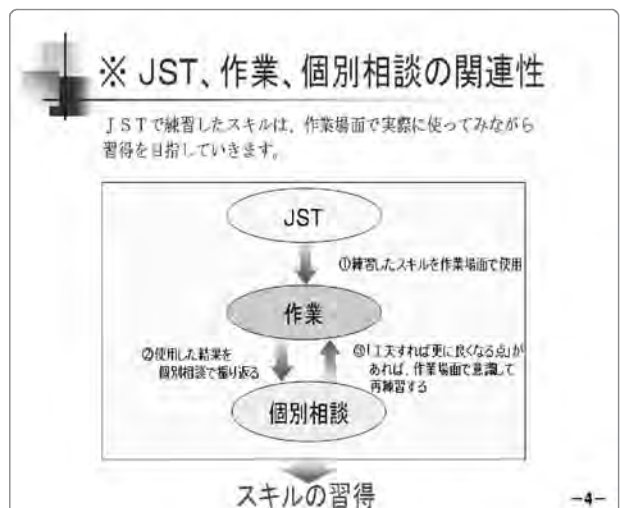 ※ JST、作業、個別相談の関連性
ＪＳＴで練習したスキルは、作業場面で実際に使ってみながら
習得を目指していきます。
JST
①練習したスキルを作業場面で使用
作業
②使用した結果を
個別相談で振り返る
③「工夫すれば更に良くなる点」が
あれば、作業場面で意識して
再練習する
個別相談
スキルの習得
−4−